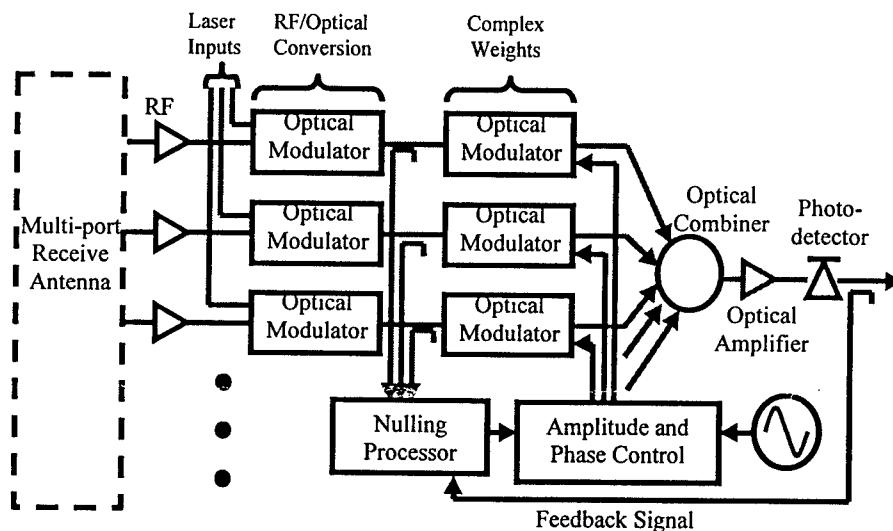 Laser
Inputs
RF/Optical
Conversion
Complex
Weights
RF
Optical
Modulator
Optical
Modulator
Optical
Modulator
Optical
Modulator
Optical
Modulator
Optical
Modulator
Multi-port
Receive
Antenna
Optical
Combiner
Photo-
detector
Optical
Amplifier
Nulling
Processor
Amplitude and
Phase Control
Feedback Signal